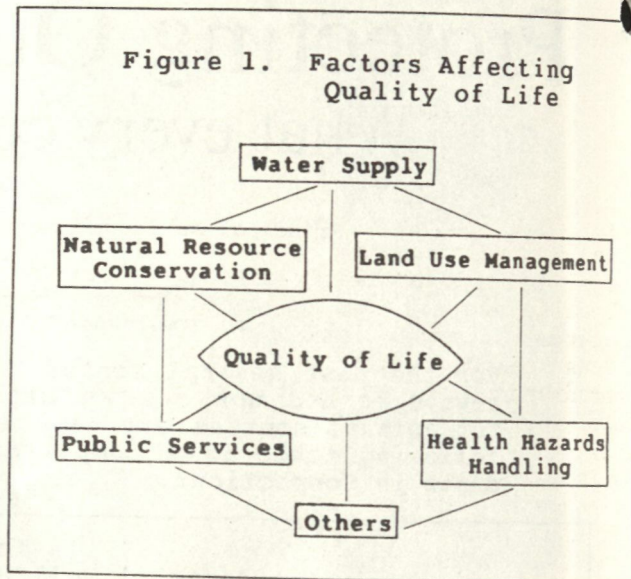 Figure 1. Factors Affecting
Quality of Life
Water Supply
Natural Resource
Conservation
Land Use Management
Quality of Life
Public Services
Health Hazards
Handling
Others